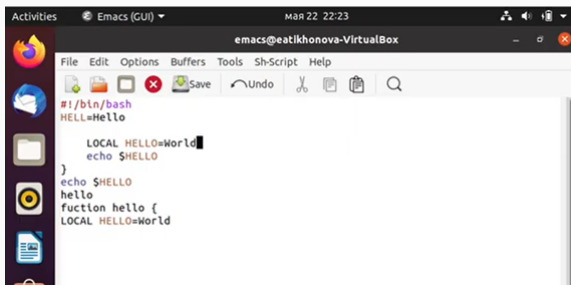 Activities Emacs (GUI) мая 22 22:23
emacs@eatikhonova-VirtualBox
File Edit Options Buffers Tools Sh-Script Help
Save Undo
#!/bin/bash
HELL=Hello
LOCAL HELLO=World
echo $HELLO
}
echo $HELLO
hello
fuction hello {
LOCAL HELLO=World